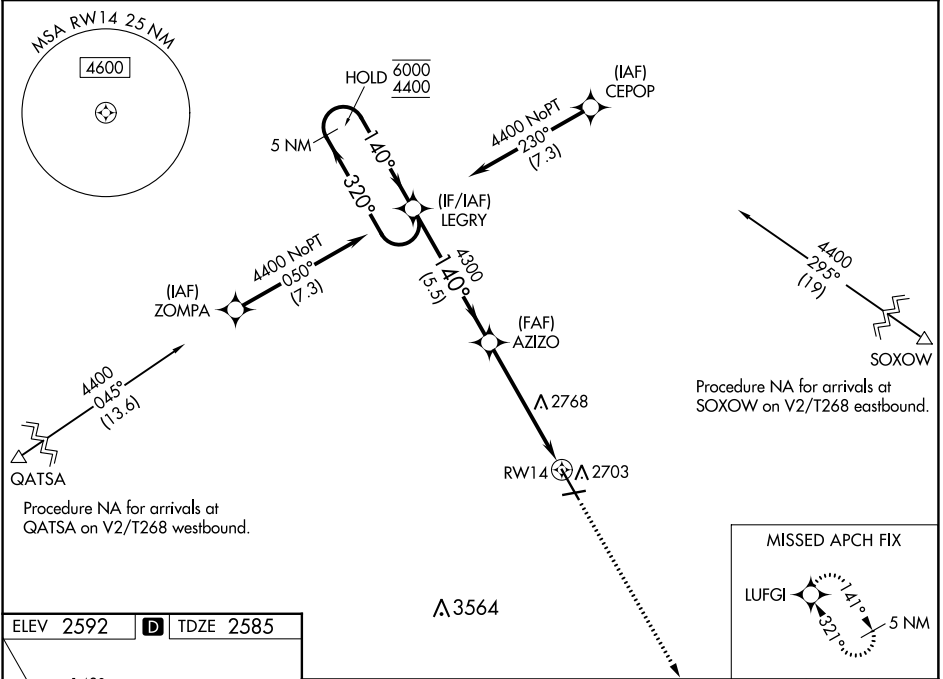 MSA RW14 25 NM
4600
HOLD 6000
4400
5 NM
140°
320°
(IAF)
CEPOP
4400 NoPT
230°
(7.3)
(IF/IAF)
LEGRY
4400 NoPT
050°
(7.3)
(IAF)
ZOMPA
4300
140°
(5.5)
4400
295°
(19)
(FAF)
AZIZO
SOXOW
4400
045°
(13.6)
Procedure NA for arrivals at
SOXOW on V2/T268 eastbound.
2768
RW14
2703
QATSA
Procedure NA for arrivals at
QATSA on V2/T268 westbound.
MISSED APCH FIX
LUFGI
141°
321°
5 NM
3564
ELEV 2592 D TDZE 2585